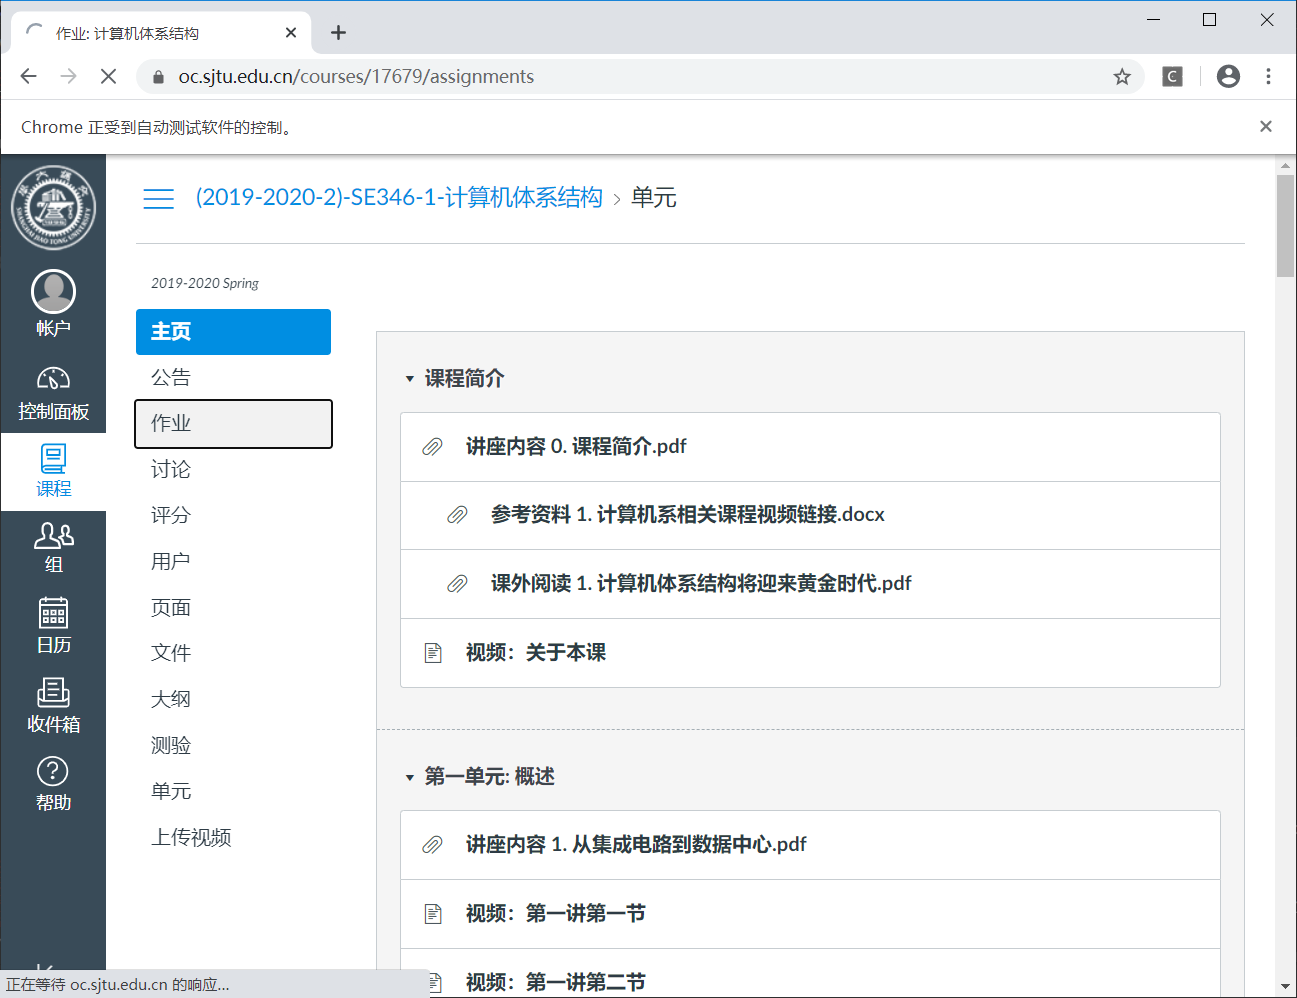 作业: 计算机体系结构
oc.sjtu.edu.cn/courses/17679/assignments
C
Chrome 正受到自动测试软件的控制。
(2019-2020-2)-SE346-1-计算机体系结构 › 单元
帐户
控制面板
课程
组
日历
收件箱
帮助
2019-2020 Spring
主页
公告
作业
讨论
评分
用户
页面
文件
大纲
测验
单元
上传视频
课程简介
讲座内容 0. 课程简介.pdf
参考资料 1. 计算机系相关课程视频链接.docx
课外阅读 1. 计算机体系结构将迎来黄金时代.pdf
视频：关于本课
第一单元: 概述
讲座内容 1. 从集成电路到数据中心.pdf
视频：第一讲第一节
视频：第一讲第二节
正在等待 oc.sjtu.edu.cn 的响应...